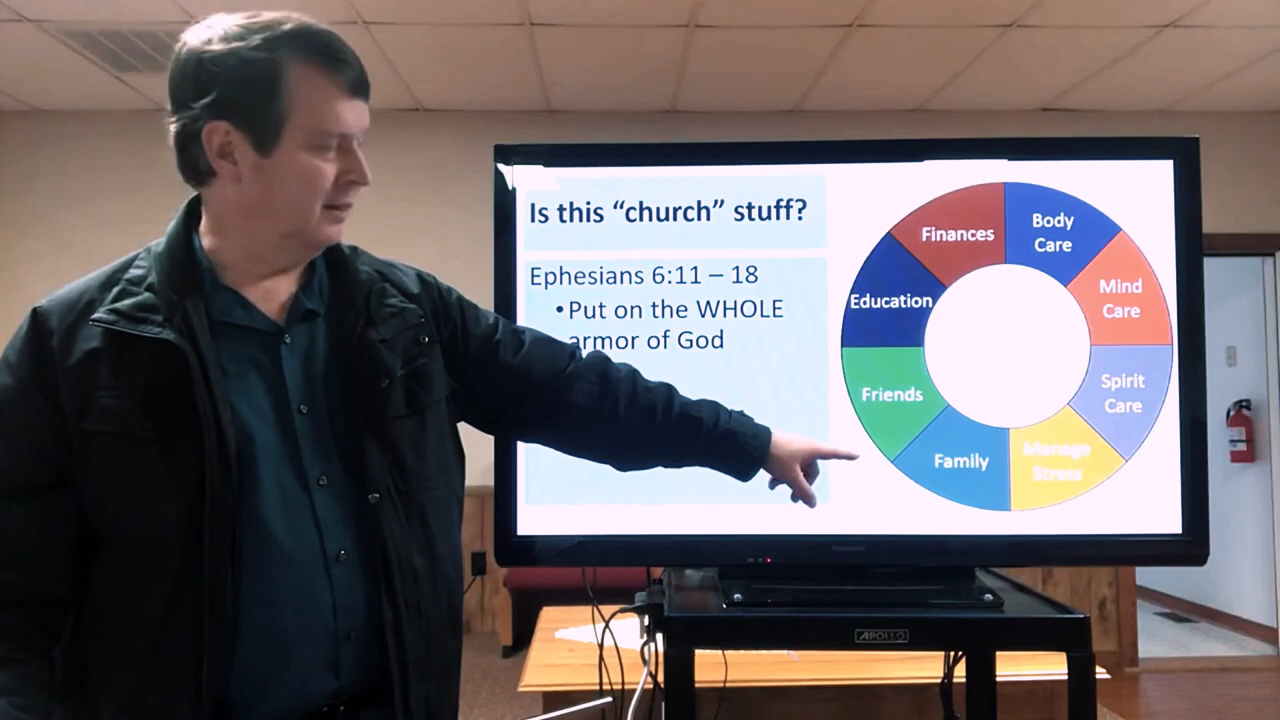 Is this “church” stuff?
Ephesians 6:11 – 18
•Put on the WHOLE
armor of God
Finances
Body
Care
Mind
Care
Spirit
Care
Manage
Stress
Family
Friends
Education
APOLLO